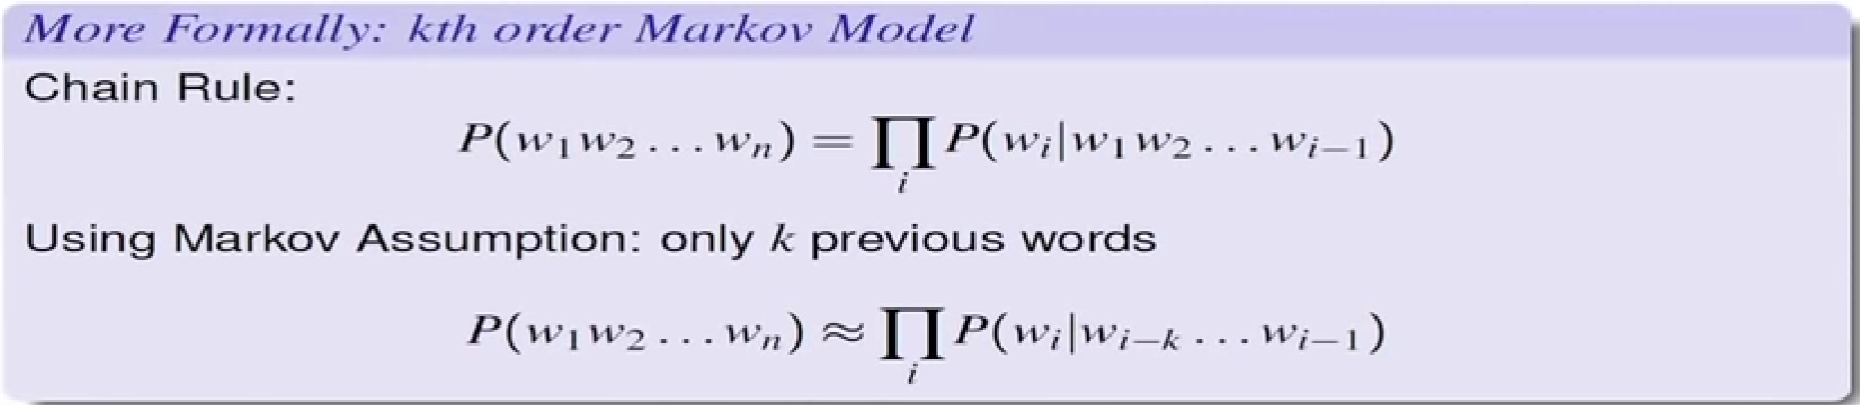 More Formally: kth order Markov Model
Chain Rule:
P(w₁w₂…wₙ) = ∏ᵢ P(wᵢ|w₁w₂…wᵢ₋₁)
Using Markov Assumption: only k previous words
P(w₁w₂…wₙ) ≈ ∏ᵢ P(wᵢ|wᵢ₋ₖ…wᵢ₋₁)